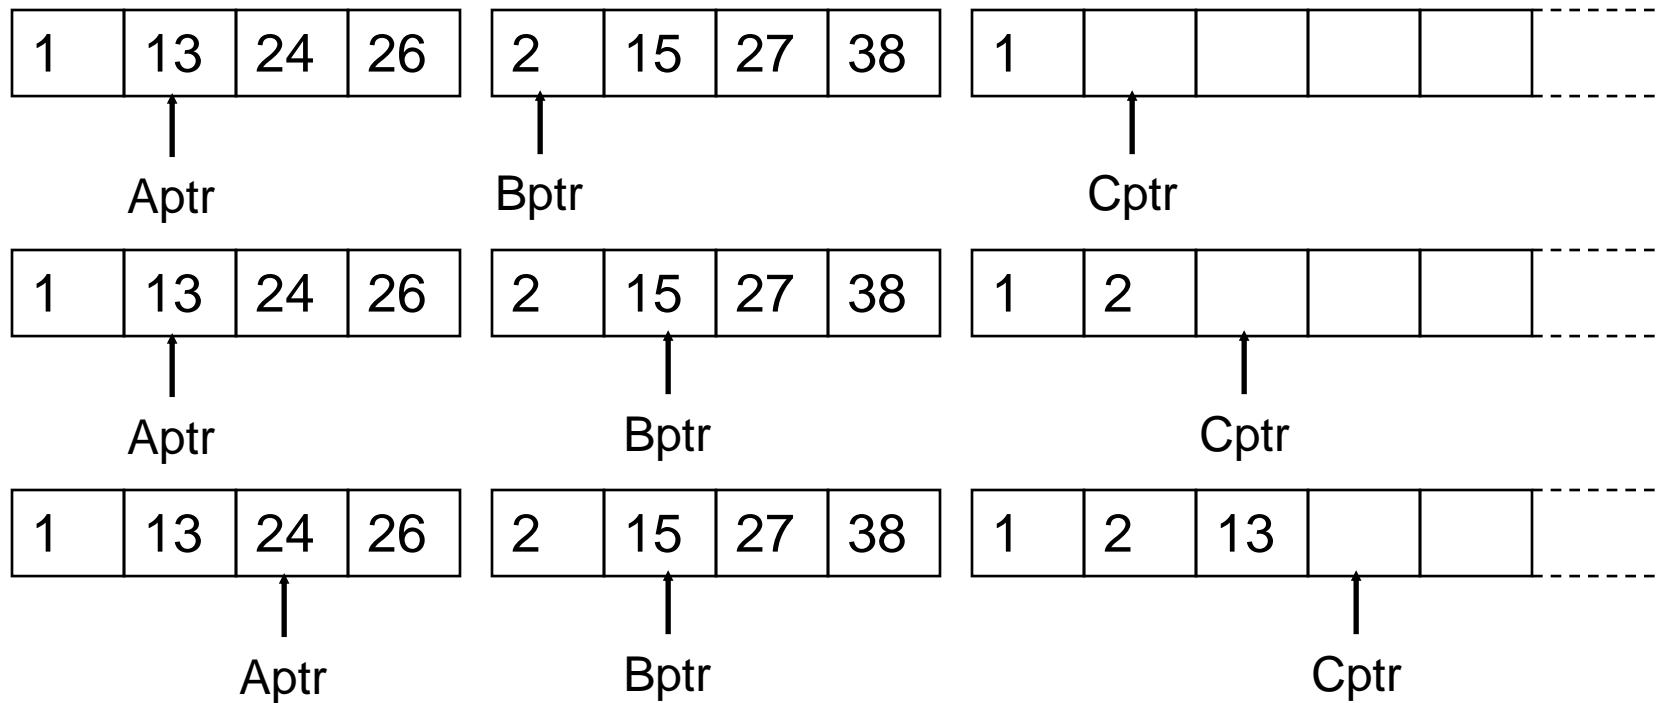 1 13 24 26 2 15 27 38 1
Aptr Bptr Cptr
1 13 24 26 2 15 27 38 1 2
Aptr Bptr Cptr
1 13 24 26 2 15 27 38 1 2 13
Aptr Bptr Cptr